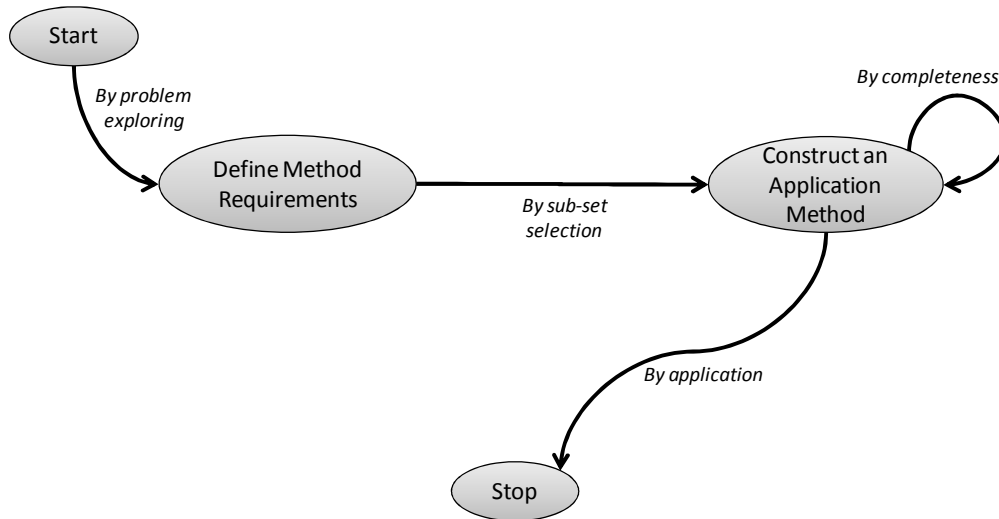 Start
By problem
exploring
By completeness
Define Method
Requirements
By sub-set
selection
Construct an
Application
Method
By application
Stop